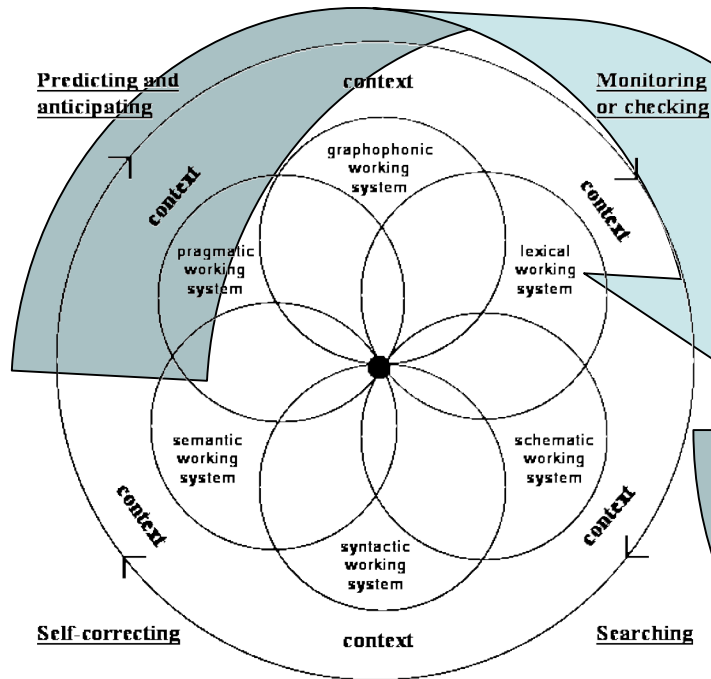 Predicting and
anticipating
context
Monitoring
or checking
graphophonic
working
system
context
context
pragmatic
working
system
lexical
working
system
semantic
working
system
schematic
working
system
context
context
syntactic
working
system
Self-correcting
context
Searching